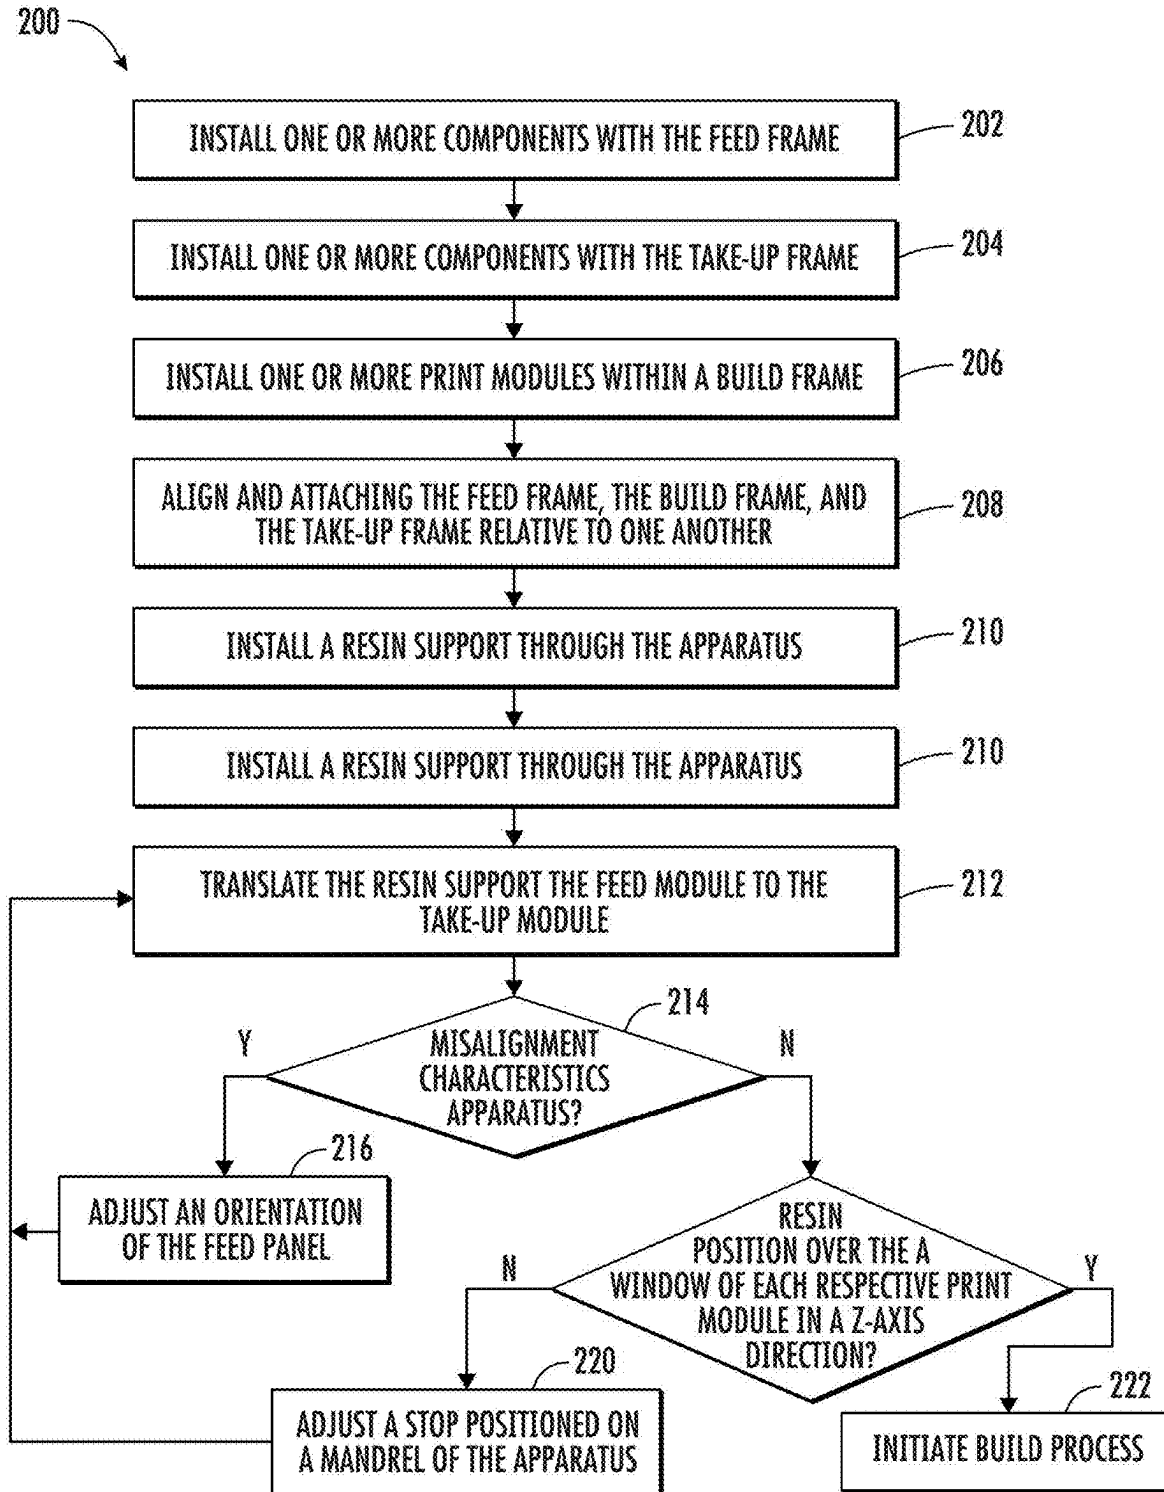 200
INSTALL ONE OR MORE COMPONENTS WITH THE FEED FRAME
202
INSTALL ONE OR MORE COMPONENTS WITH THE TAKE-UP FRAME
204
INSTALL ONE OR MORE PRINT MODULES WITHIN A BUILD FRAME
206
ALIGN AND ATTACHING THE FEED FRAME, THE BUILD FRAME, AND
THE TAKE-UP FRAME RELATIVE TO ONE ANOTHER
208
INSTALL A RESIN SUPPORT THROUGH THE APPARATUS
210
INSTALL A RESIN SUPPORT THROUGH THE APPARATUS
210
TRANSLATE THE RESIN SUPPORT THE FEED MODULE TO THE
TAKE-UP MODULE
212
214
Y
MISALIGNMENT
CHARACTERISTICS
APPARATUS?
N
216
ADJUST AN ORIENTATION
OF THE FEED PANEL
RESIN
POSITION OVER THE A
WINDOW OF EACH RESPECTIVE PRINT
MODULE IN A Z-AXIS
DIRECTION?
N
Y
220
ADJUST A STOP POSITIONED ON
A MANDREL OF THE APPARATUS
222
INITIATE BUILD PROCESS